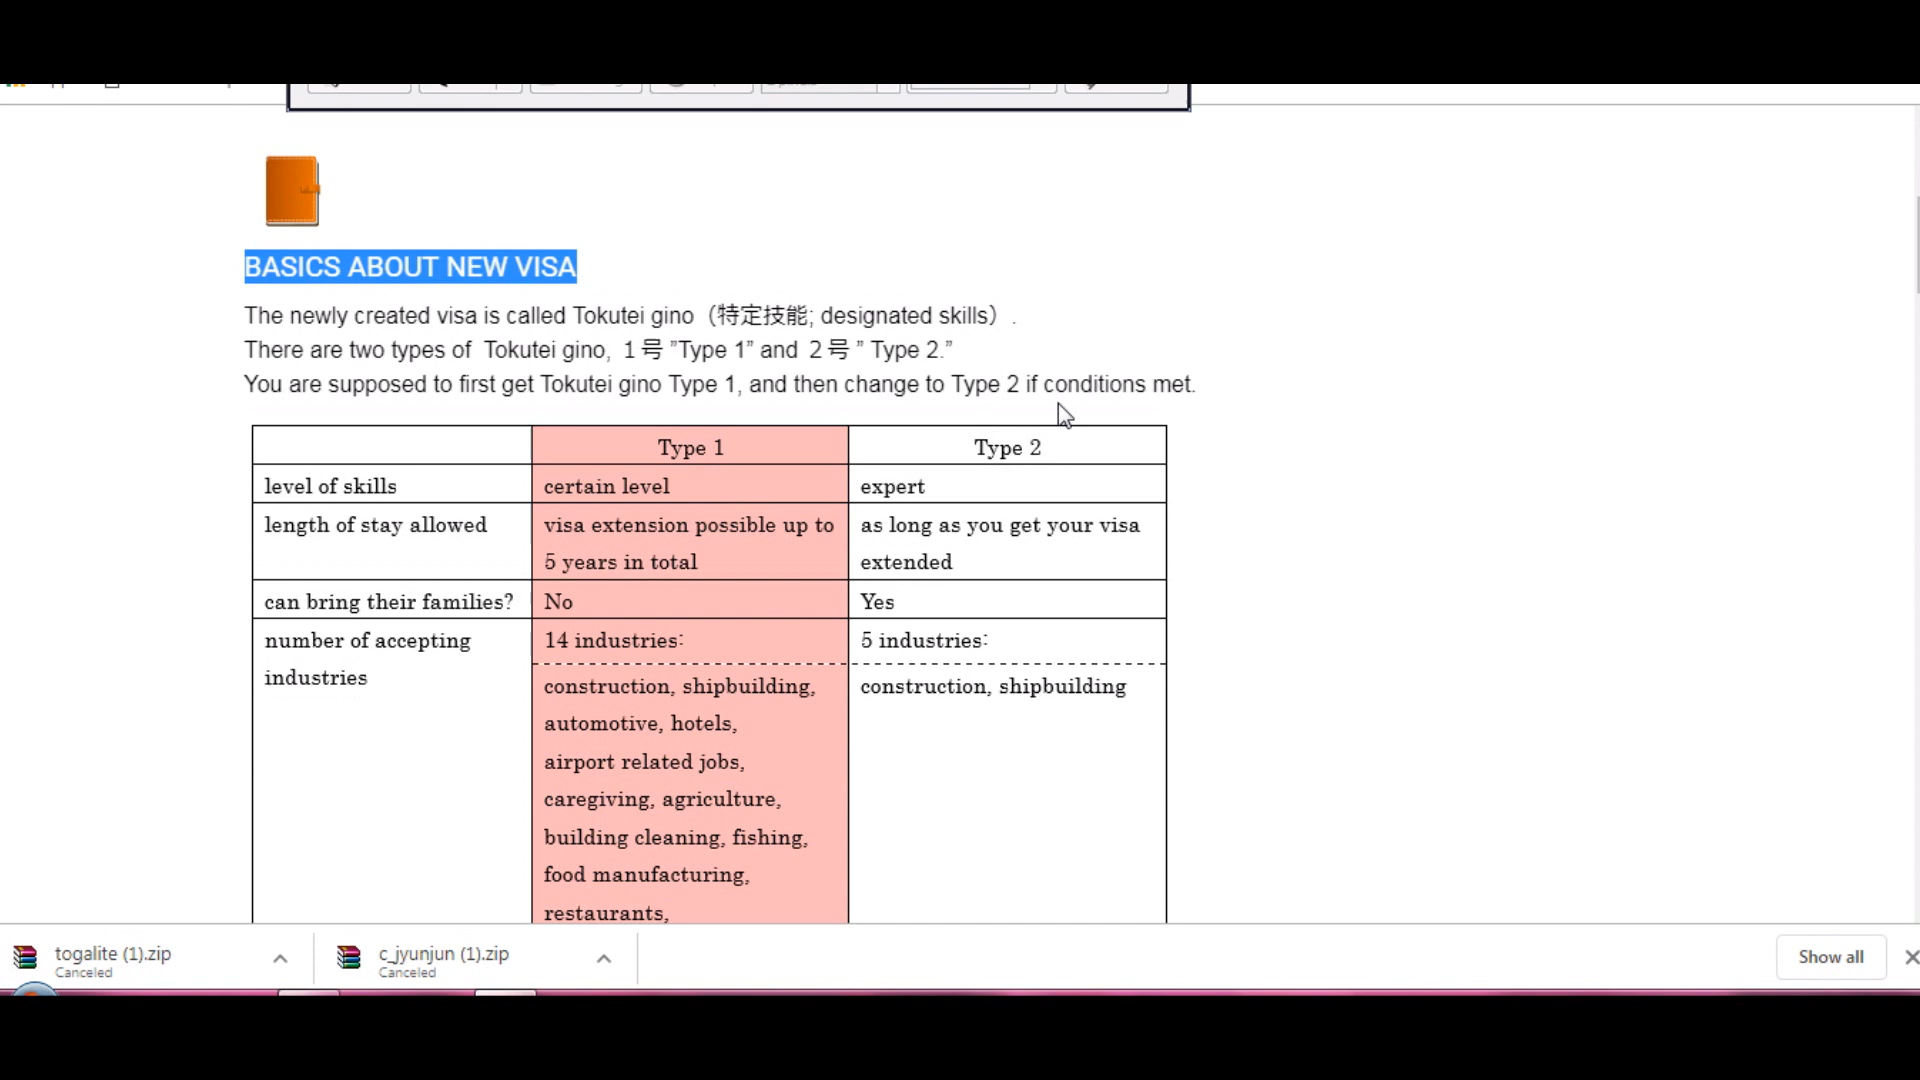 BASICS ABOUT NEW VISA
The newly created visa is called Tokutei gino（特定技能; designated skills）.
There are two types of Tokutei gino, 1号 ”Type 1” and 2号 ” Type 2.”
You are supposed to first get Tokutei gino Type 1, and then change to Type 2 if conditions met.
Type 1 Type 2
level of skills certain level expert
length of stay allowed visa extension possible up to as long as you get your visa
5 years in total extended
can bring their families? No Yes
number of accepting 14 industries: 5 industries:
industries
construction, shipbuilding, construction, shipbuilding
automotive, hotels,
airport related jobs,
caregiving, agriculture,
building cleaning, fishing,
food manufacturing,
restaurants,
togalite (1).zip
Canceled
c_jyunjun (1).zip
Canceled
Show all